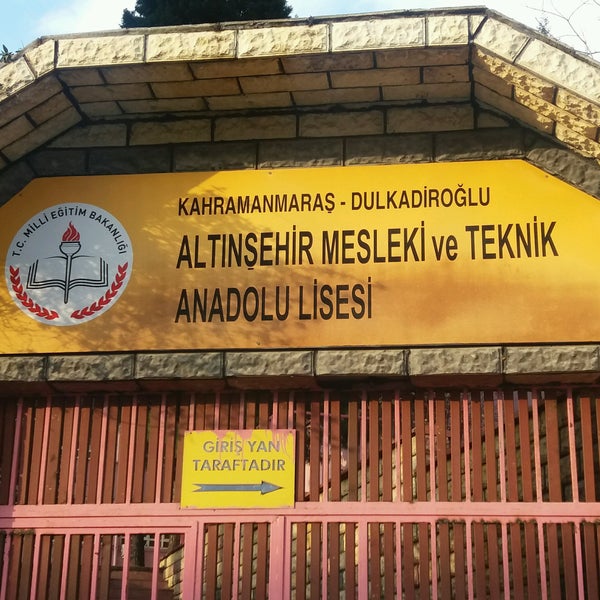 T.C. MİLLİ EĞİTİM BAKANLIĞI
KAHRAMANMARAŞ - DULKADİROĞLU
ALTINŞEHİR MESLEKİ ve TEKNİK
ANADOLU LİSESİ
GİRİŞ YAN
TARAFTADIR